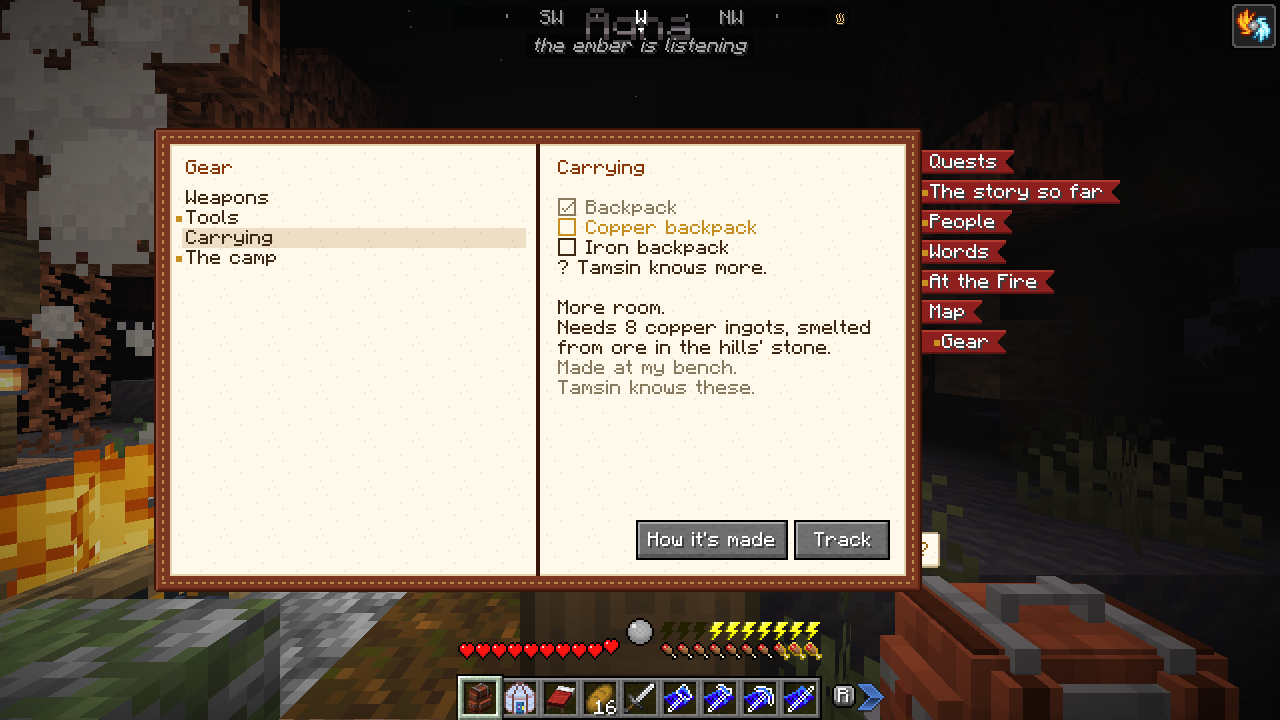 SW W NW
Agna
the ember is listening
Gear
Weapons
Tools
Carrying
The camp
Carrying
Backpack
Copper backpack
Iron backpack
? Tamsin knows more.
More room.
Needs 8 copper ingots, smelted
from ore in the hills' stone.
Made at my bench.
Tamsin knows these.
How it's made
Track
Quests
The story so far
People
Words
At the Fire
Map
Gear
?
16
R